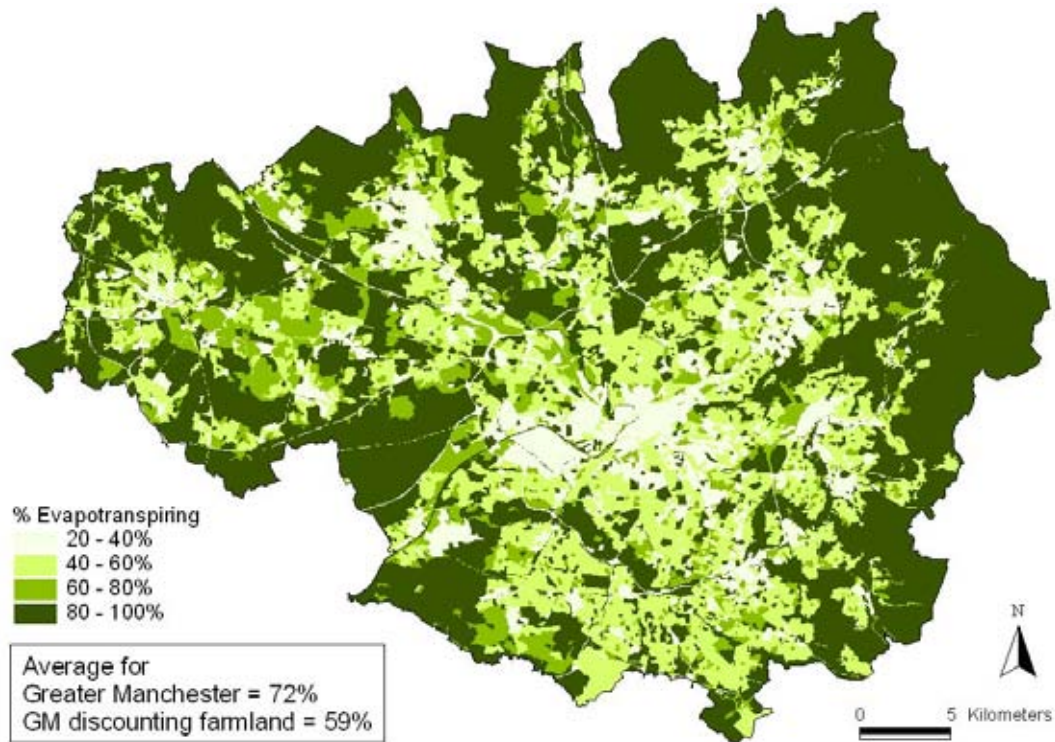 % Evapotranspiring
20 - 40%
40 - 60%
60 - 80%
80 - 100%
Average for
Greater Manchester = 72%
GM discounting farmland = 59%
N
0 5 Kilometers